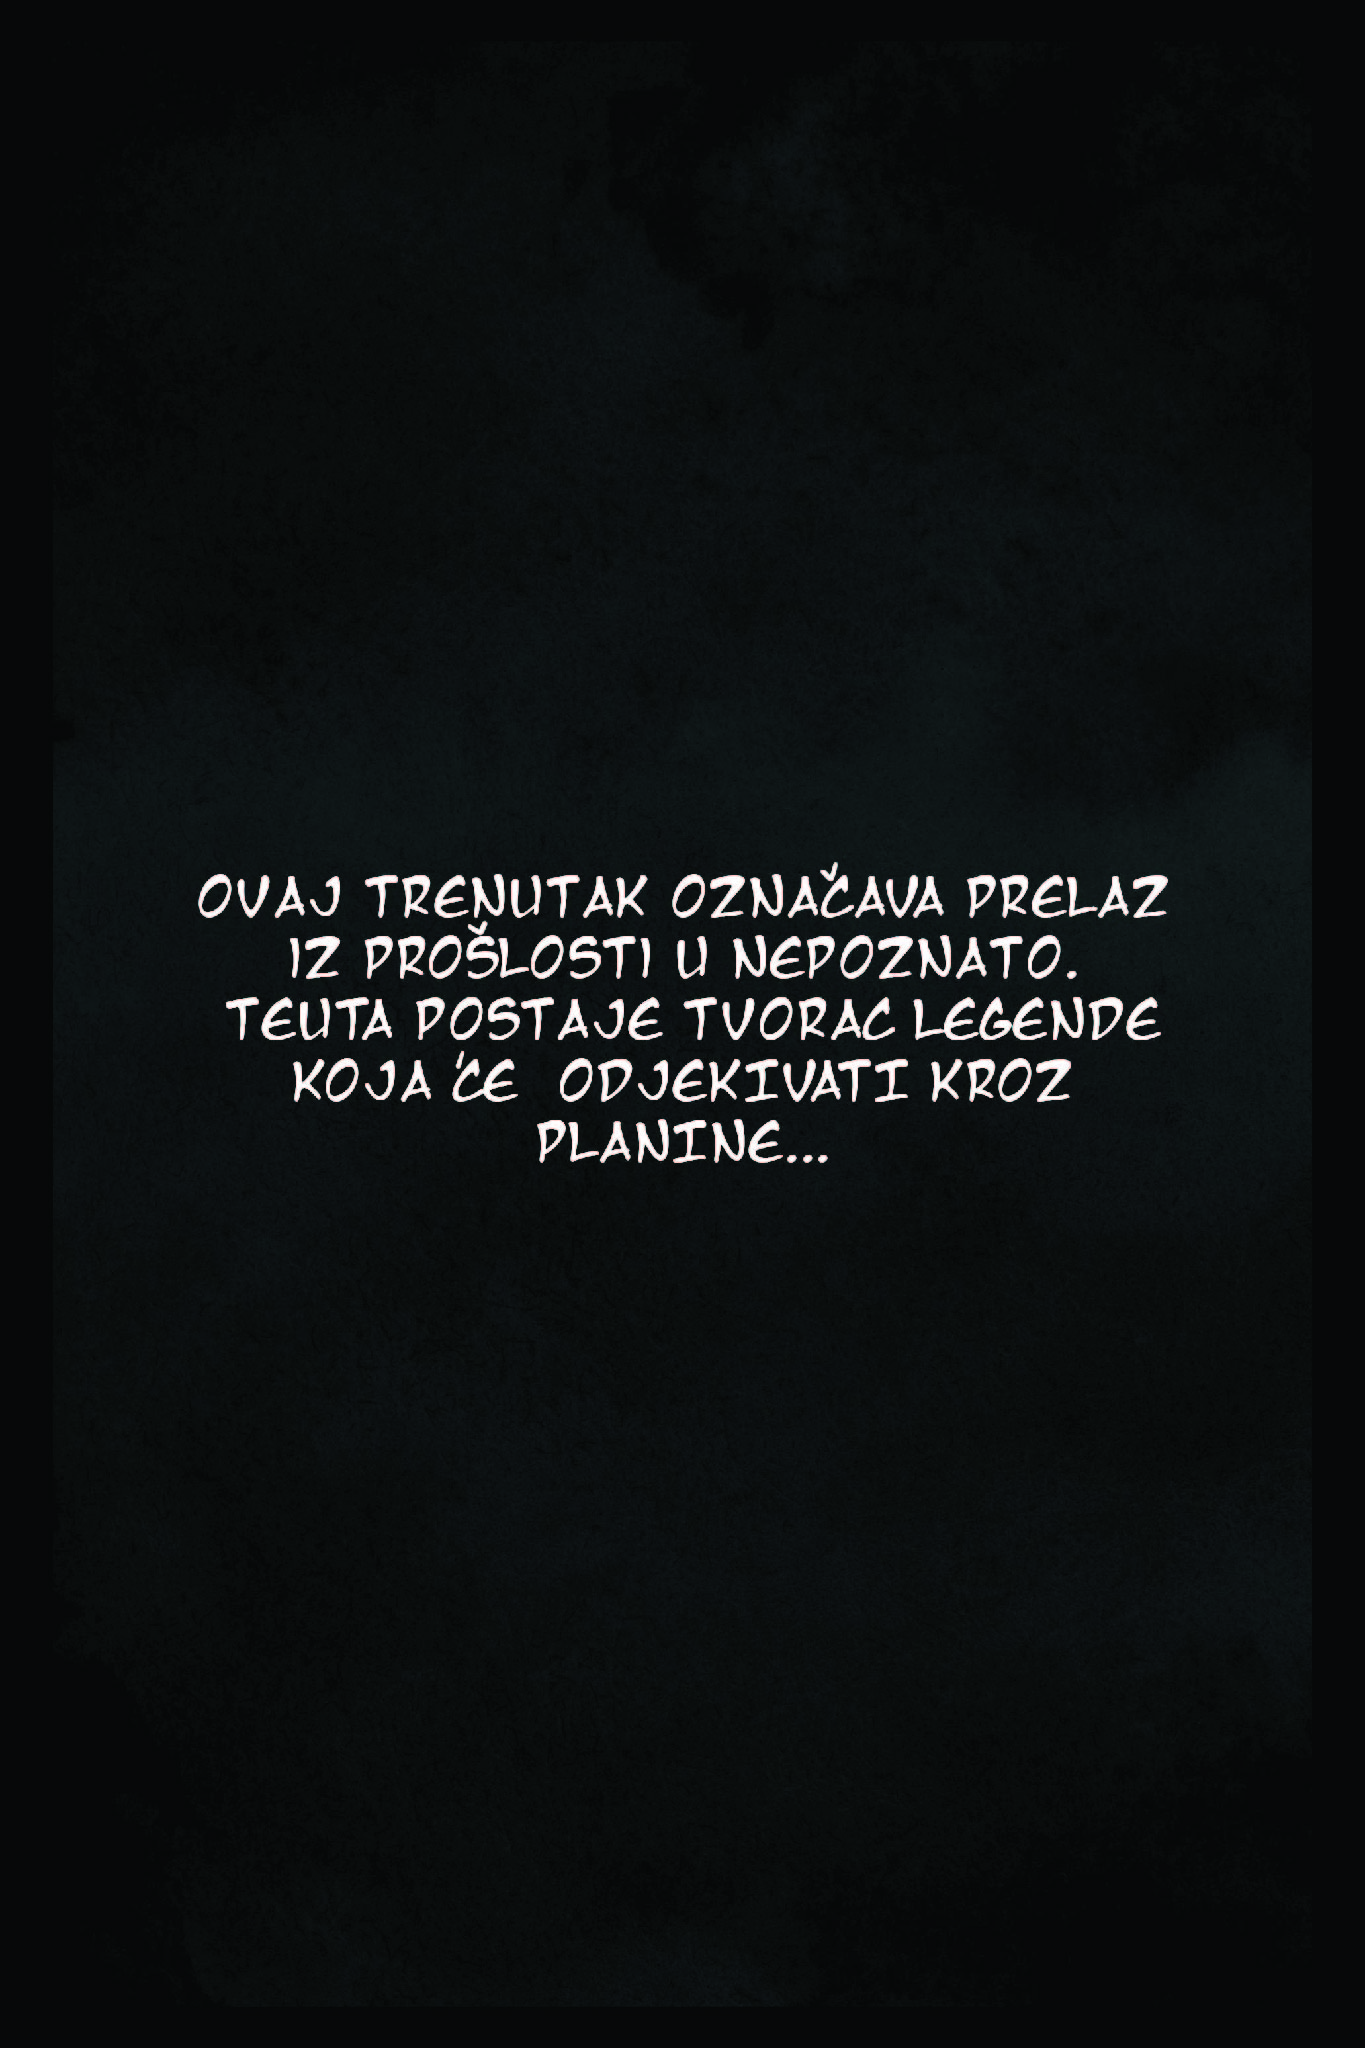 OVAJ TRENUTAK OZNAČAVA PRELAZ
IZ PROŠLOSTI U NEPOZNATO.
TEUTA POSTAJE TVORAC LEGENDE
KOJA ĆE ODJEKIVATI KROZ
PLANINE...